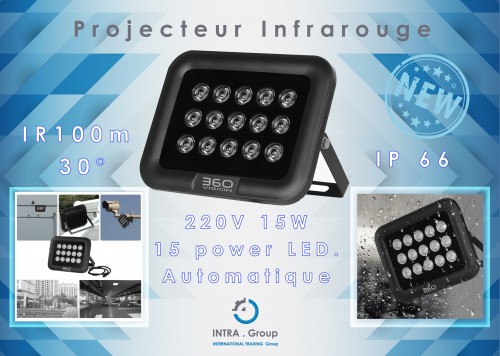 Projecteur Infrarouge
NEW
IR100m
30°
IP 66
360
VISION
220V 15W
15 power LED.
Automatique
360
INTRA . Group
INTERNATIONAL TRADING Group